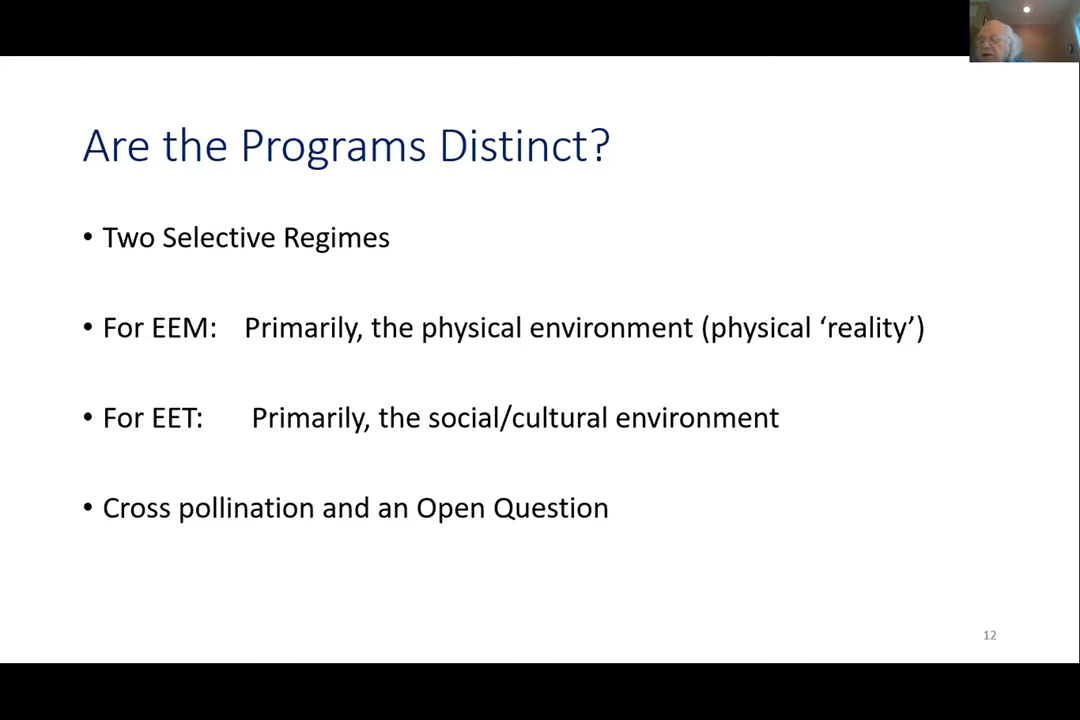 Are the Programs Distinct?
• Two Selective Regimes
• For EEM: Primarily, the physical environment (physical ‘reality’)
• For EET: Primarily, the social/cultural environment
• Cross pollination and an Open Question
12